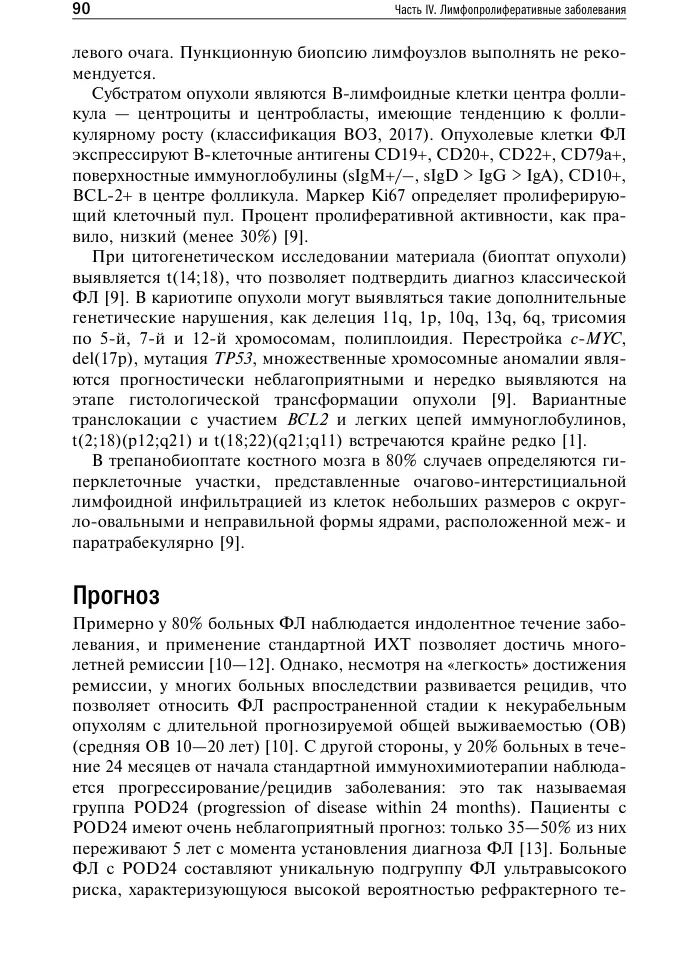 90
Часть IV. Лимфопролиферативные заболевания
левого очага. Пункционную биопсию лимфоузлов выполнять не реко-
мендуется.
Субстратом опухоли являются В-лимфоидные клетки центра фолли-
кула — центроциты и центробласты, имеющие тенденцию к фолли-
кулярному росту (классификация ВОЗ, 2017). Опухолевые клетки ФЛ
экспрессируют В-клеточные антигены CD19+, CD20+, CD22+, CD79a+,
поверхностные иммуноглобулины (sIgM+/−, sIgD > IgG > IgA), CD10+,
BCL-2+ в центре фолликула. Маркер Ki67 определяет пролиферирую-
щий клеточный пул. Процент пролиферативной активности, как пра-
вило, низкий (менее 30%) [9].
При цитогенетическом исследовании материала (биоптат опухоли)
выявляется t(14;18), что позволяет подтвердить диагноз классической
ФЛ [9]. В кариотипе опухоли могут выявляться такие дополнительные
генетические нарушения, как делеция 11q, 1p, 10q, 13q, 6q, трисомия
по 5-й, 7-й и 12-й хромосомам, полиплоидия. Перестройка c-MYC,
del(17p), мутация TP53, множественные хромосомные аномалии явля-
ются прогностически неблагоприятными и нередко выявляются на
этапе гистологической трансформации опухоли [9]. Вариантные
транслокации с участием BCL2 и легких цепей иммуноглобулинов,
t(2;18)(p12;q21) и t(18;22)(q21;q11) встречаются крайне редко [1].
В трепанобиоптате костного мозга в 80% случаев определяются ги-
перклеточные участки, представленные очагово-интерстициальной
лимфоидной инфильтрацией из клеток небольших размеров с округ-
ло-овальными и неправильной формы ядрами, расположенной меж- и
паратрабекулярно [9].
Прогноз
Примерно у 80% больных ФЛ наблюдается индолентное течение забо-
левания, и применение стандартной ИХТ позволяет достичь много-
летней ремиссии [10—12]. Однако, несмотря на «легкость» достижения
ремиссии, у многих больных впоследствии развивается рецидив, что
позволяет относить ФЛ распространенной стадии к некурабельным
опухолям с длительной прогнозируемой общей выживаемостью (ОВ)
(средняя ОВ 10—20 лет) [10]. С другой стороны, у 20% больных в тече-
ние 24 месяцев от начала стандартной иммунохимиотерапии наблюда-
ется прогрессирование/рецидив заболевания: это так называемая
группа POD24 (progression of disease within 24 months). Пациенты с
POD24 имеют очень неблагоприятный прогноз: только 35—50% из них
переживают 5 лет с момента установления диагноза ФЛ [13]. Больные
ФЛ с POD24 составляют уникальную подгруппу ФЛ ультравысокого
риска, характеризующуюся высокой вероятностью рефрактерного те-